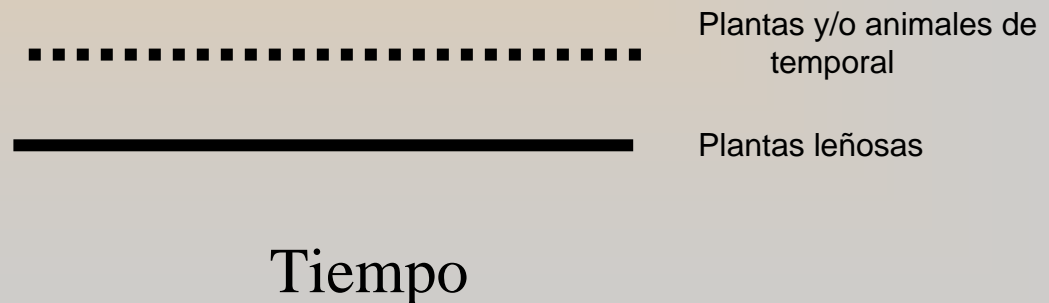 Plantas y/o animales de
temporal
Plantas leñosas
Tiempo